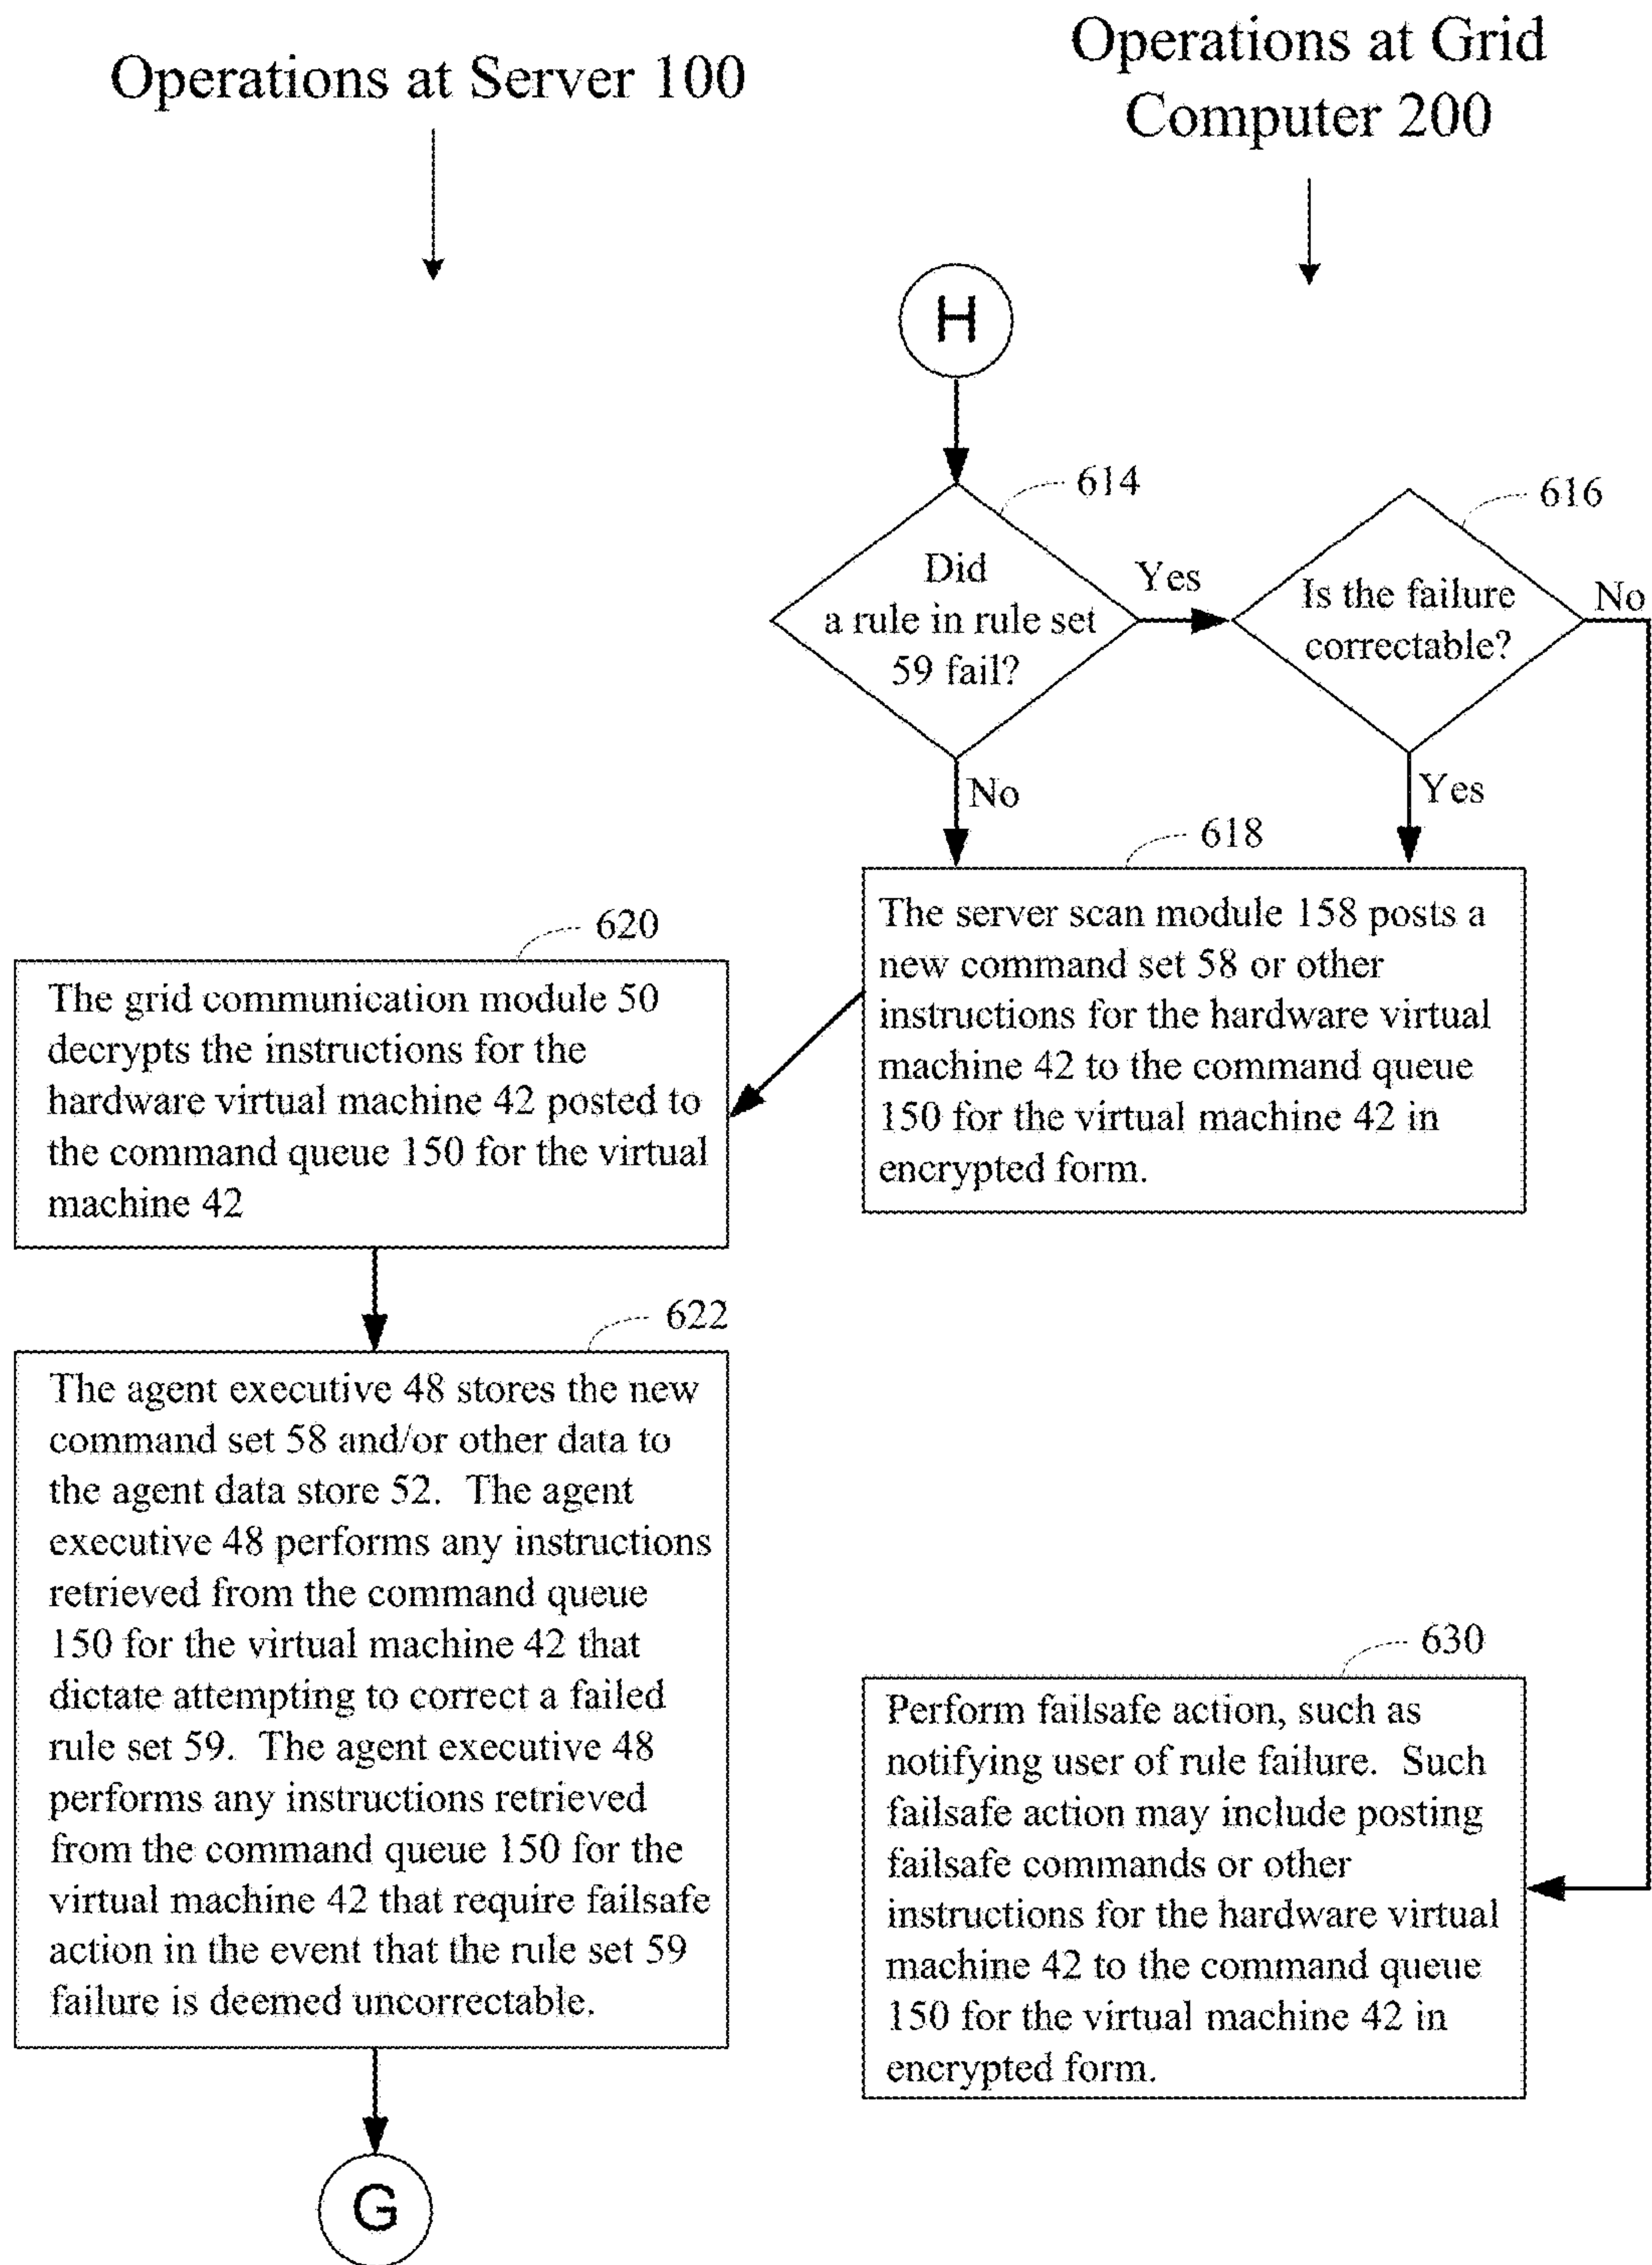 Operations at Server 100
Operations at Grid
Computer 200
H
614
Did
a rule in rule set
59 fail?
Yes
616
Is the failure
correctable?
No
No
Yes
618
The server scan module 158 posts a
new command set 58 or other
instructions for the hardware virtual
machine 42 to the command queue
150 for the virtual machine 42 in
encrypted form.
620
The grid communication module 50
decrypts the instructions for the
hardware virtual machine 42 posted to
the command queue 150 for the virtual
machine 42
622
The agent executive 48 stores the new
command set 58 and/or other data to
the agent data store 52.  The agent
executive 48 performs any instructions
retrieved from the command queue
150 for the virtual machine 42 that
dictate attempting to correct a failed
rule set 59.  The agent executive 48
performs any instructions retrieved
from the command queue 150 for the
virtual machine 42 that require failsafe
action in the event that the rule set 59
failure is deemed uncorrectable.
630
Perform failsafe action, such as
notifying user of rule failure.  Such
failsafe action may include posting
failsafe commands or other
instructions for the hardware virtual
machine 42 to the command queue
150 for the virtual machine 42 in
encrypted form.
G